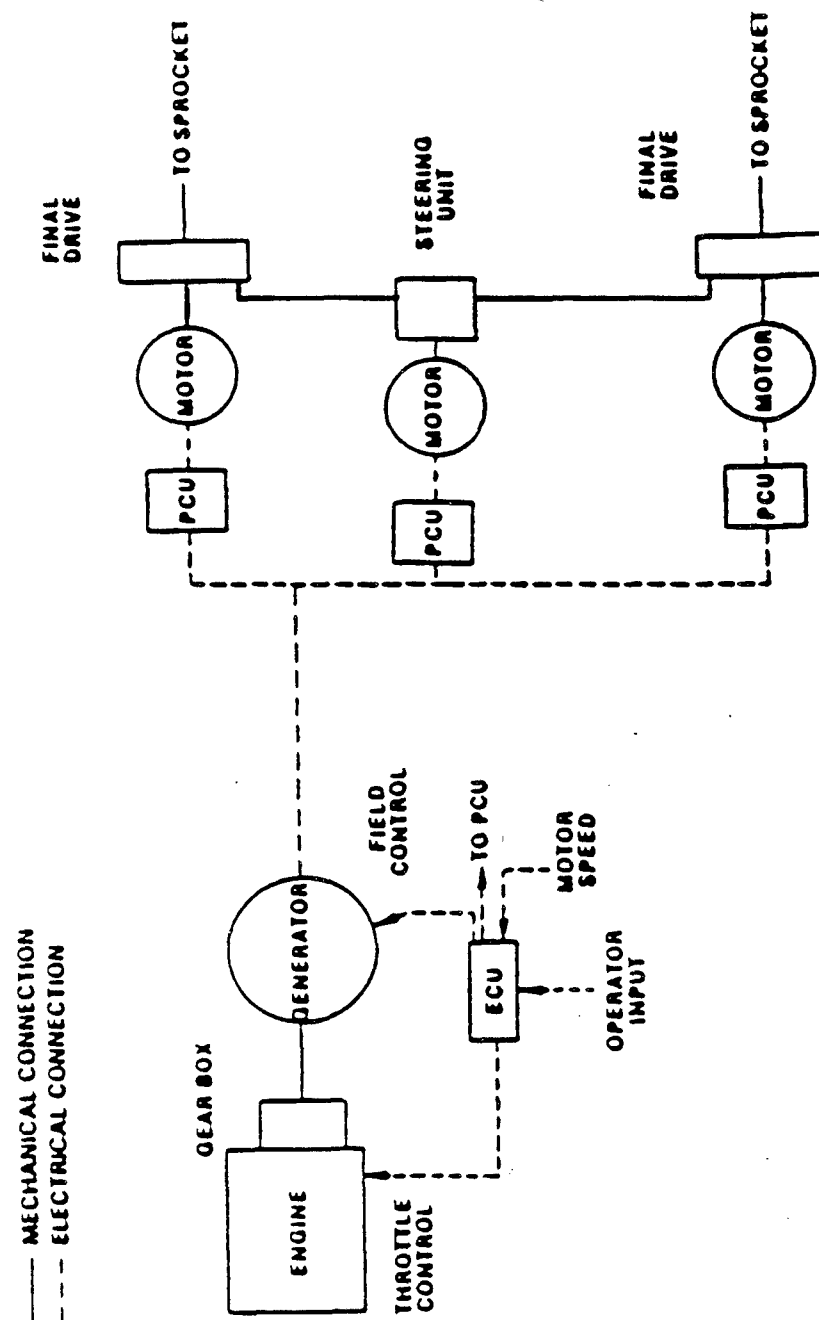 MECHANICAL CONNECTION
ELECTRICAL CONNECTION
ENGINE
GEAR BOX
THROTTLE
CONTROL
GENERATOR
FIELD
CONTROL
ECU
TO PCU
MOTOR
SPEED
OPERATOR
INPUT
PCU
MOTOR
FINAL
DRIVE
TO SPROCKET
PCU
MOTOR
STEERING
UNIT
PCU
MOTOR
FINAL
DRIVE
TO SPROCKET